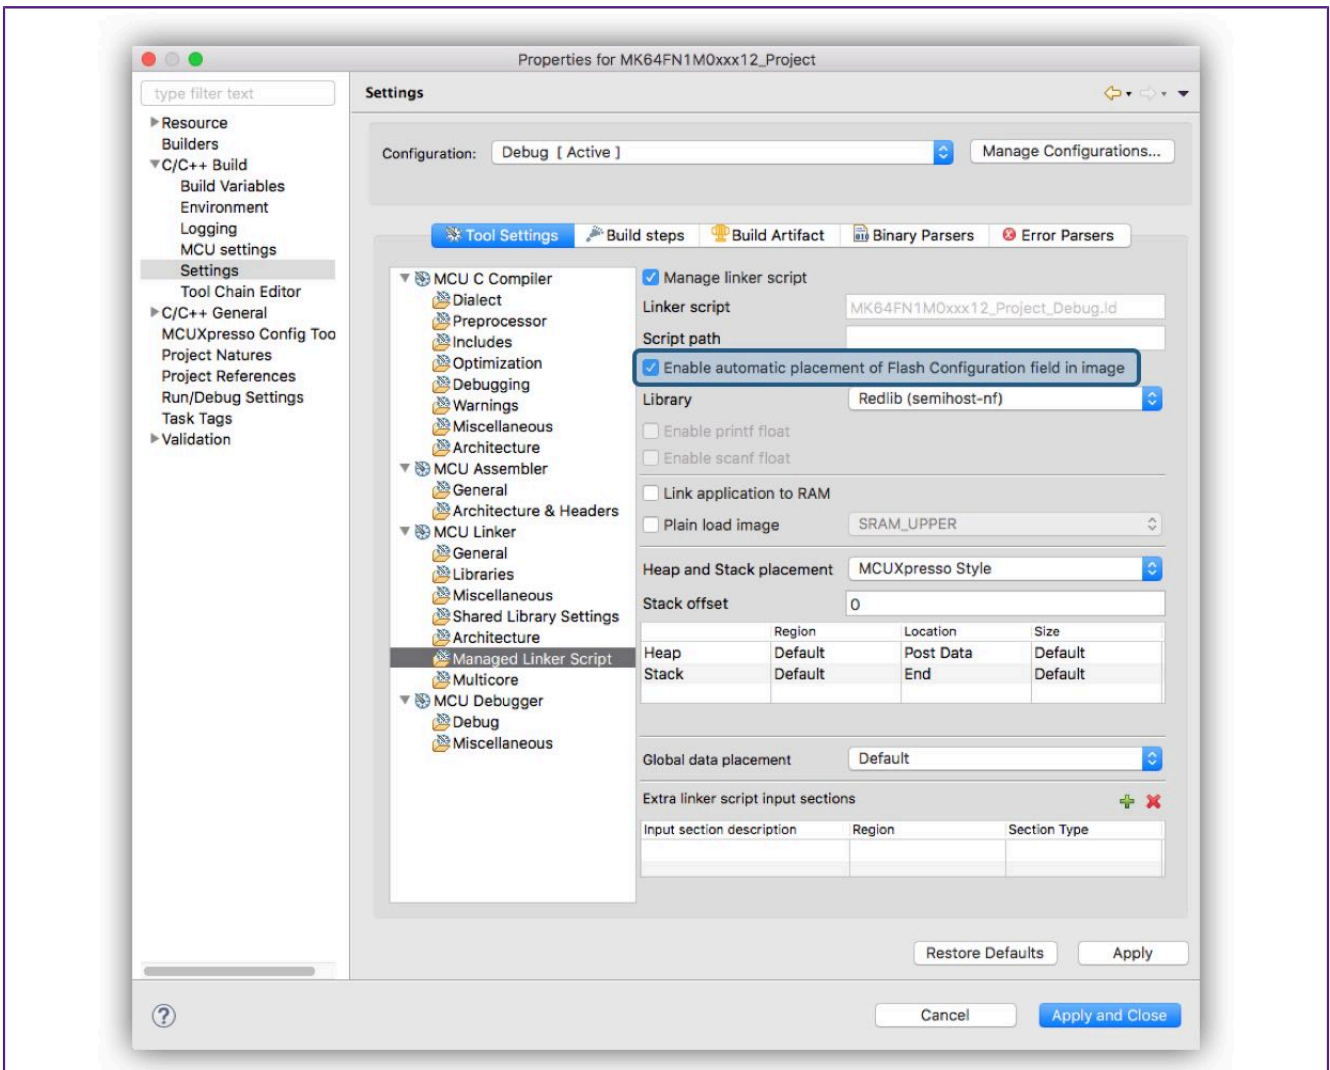 Properties for MK64FN1M0xxx12_Project
type filter text
Resource
Builders
C/C++ Build
Build Variables
Environment
Logging
MCU settings
Settings
Tool Chain Editor
C/C++ General
MCUXpresso Config Too
Project Natures
Project References
Run/Debug Settings
Task Tags
Validation
Settings
Configuration: Debug [ Active ] Manage Configurations...
Tool Settings Build steps Build Artifact Binary Parsers Error Parsers
MCU C Compiler
Dialect
Preprocessor
Includes
Optimization
Debugging
Warnings
Miscellaneous
Architecture
MCU Assembler
General
Architecture & Headers
MCU Linker
General
Libraries
Miscellaneous
Shared Library Settings
Architecture
Managed Linker Script
Multicore
MCU Debugger
Debug
Miscellaneous
Manage linker script
Linker script MK64FN1M0xxx12_Project_Debug.ld
Script path
Enable automatic placement of Flash Configuration field in image
Library Redlib (semihost-nf)
Enable printf float
Enable scanf float
Link application to RAM
Plain load image SRAM_UPPER
Heap and Stack placement MCUXpresso Style
Stack offset 0
Region Location Size
Heap Default Post Data Default
Stack Default End Default
Global data placement Default
Extra linker script input sections
Input section description Region Section Type
Restore Defaults Apply
? Cancel Apply and Close